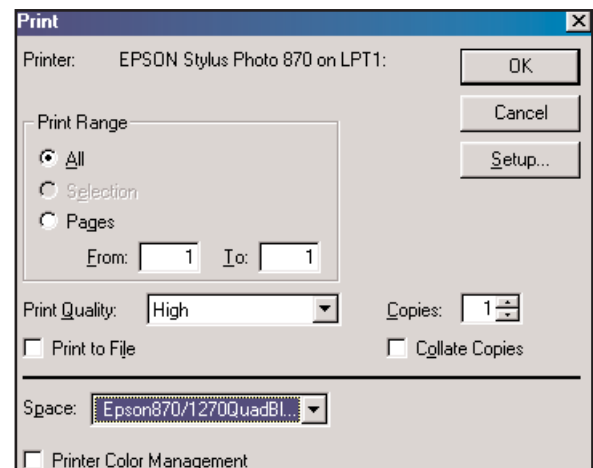 Print
Printer: EPSON Stylus Photo 870 on LPT1:
OK
Cancel
Setup...
Print Range
All
Selection
Pages
From: 1 To: 1
Print Quality: High
Copies: 1
Print to File
Collate Copies
Space: Epson870/1270QuadBl...
Printer Color Management